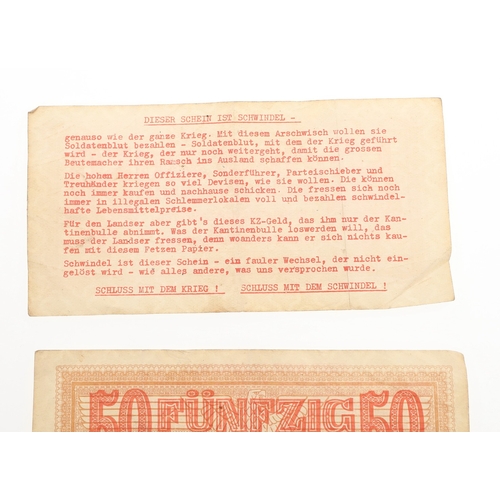 DIESER SCHEIN IST SCHWINDEL -
genauso wie der ganze Krieg. Mit diesem Arschwisch wollen sie
Soldatenblut bezahlen - Soldatenblut, mit dem der Krieg geführt
wird - der Krieg, der nur noch weitergeht, damit die grossen
Beutemacher ihren Ramsch ins Ausland schaffen können.
Die hohen Herren Offiziere, Sonderführer, Parteischieber und
Treuhänder kriegen so viel Devisen, wie sie wollen. Die können
noch immer kaufen und nachhause schicken. Die fressen sich noch
immer in illegalen Schlemmerlokalen voll und bezahlen schwindel-
hafte Lebensmittelpreise.
Für den Landser aber gibt's dieses KZ-Geld, das ihm nur der Kan-
tinenbulle abnimmt. Was der Kantinenbulle loswerden will, das
muss der Landser fressen, denn woanders kann er sich nichts kau-
fen mit diesem Fetzen Papier.
Schwindel ist dieser Schein - ein fauler Wechsel, der nicht ein-
gelöst wird - wie alles andere, was uns versprochen wurde.
SCHLUSS MIT DEM KRIEG ! SCHLUSS MIT DEM SCHWINDEL !
50 FÜNFZIG 50